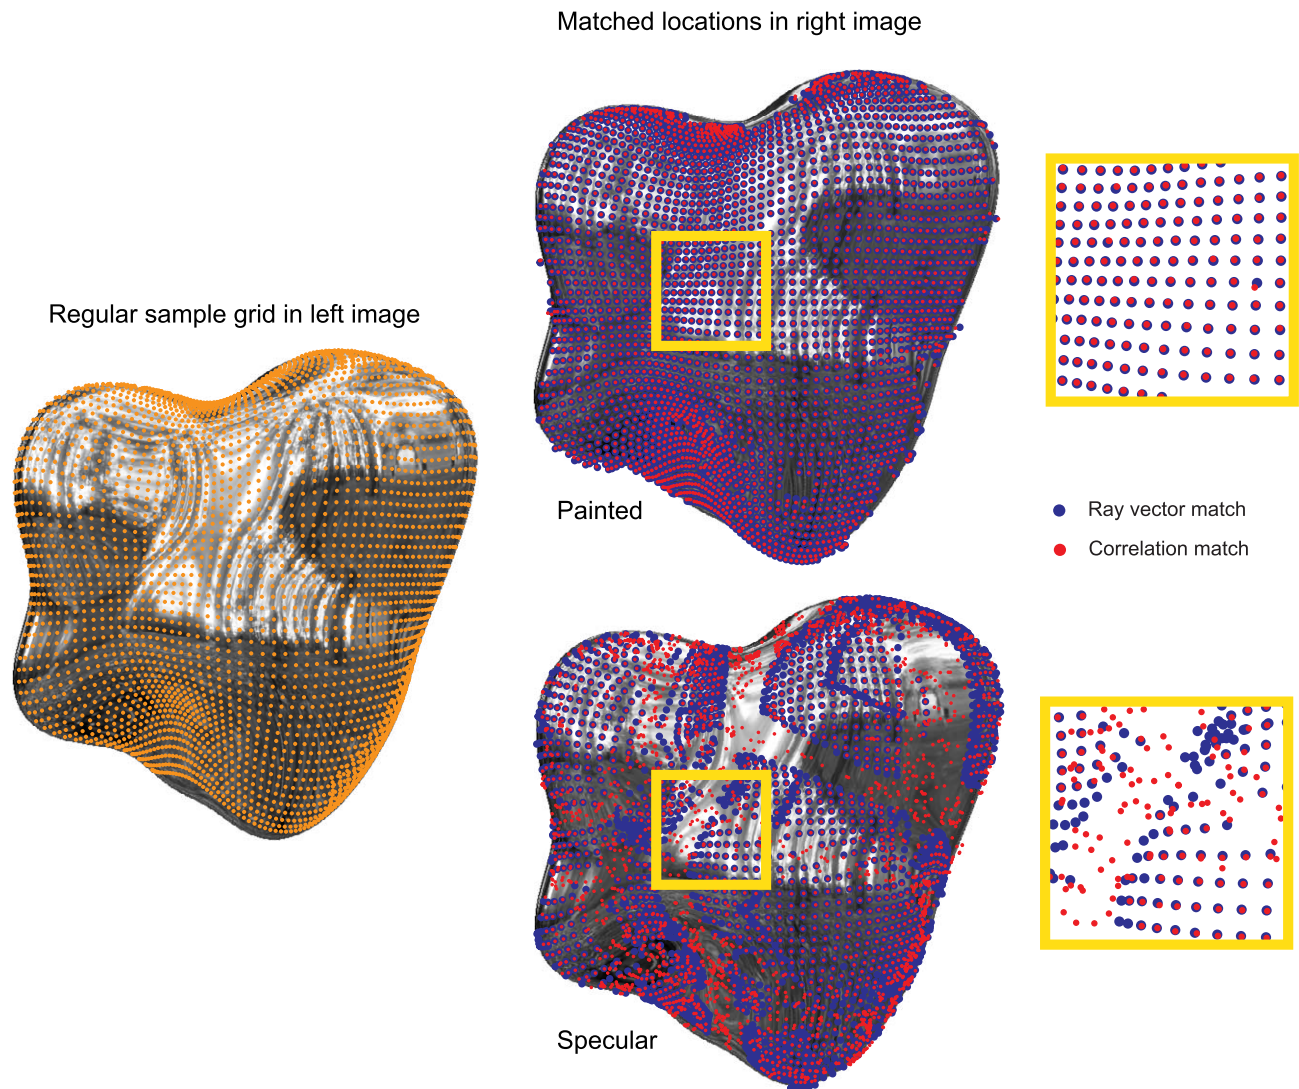 Matched locations in right image
Regular sample grid in left image
Painted
Ray vector match
Correlation match
Specular